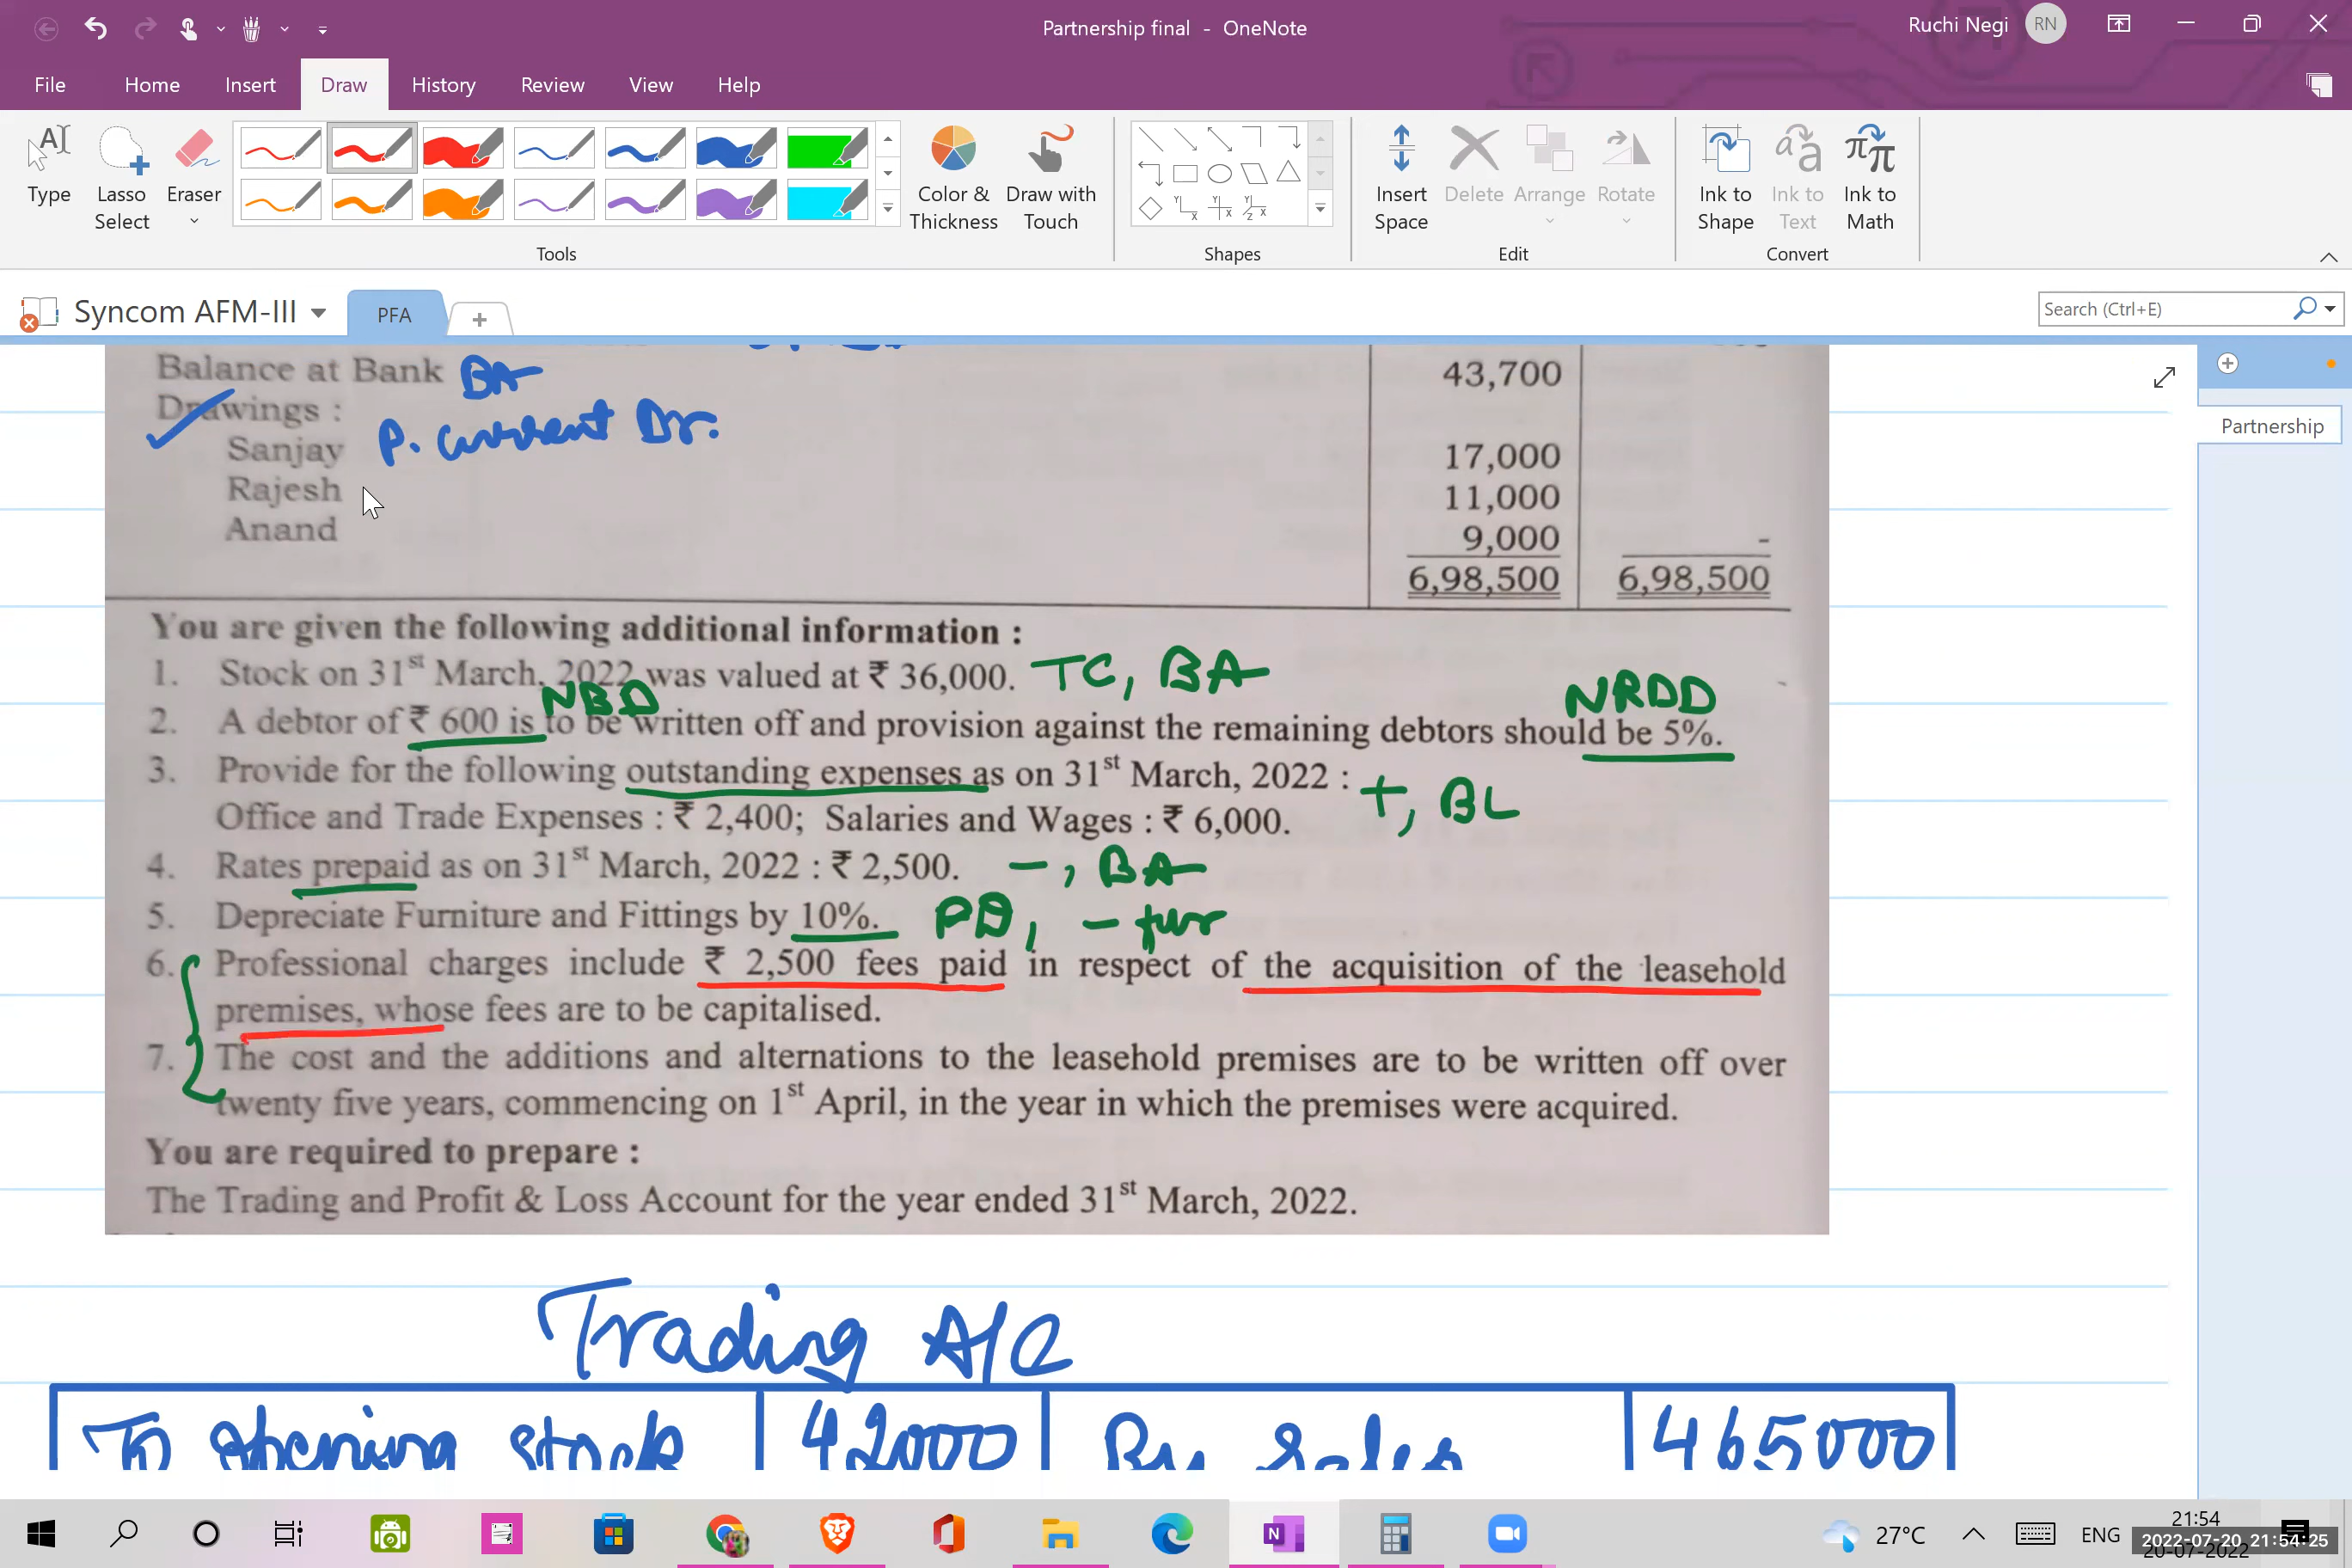 Partnership final - OneNote
Ruchi Negi RN
File Home Insert Draw History Review View Help
Type
Lasso Select
Eraser
Color & Thickness
Draw with Touch
Insert Space
Delete
Arrange
Rotate
Ink to Shape
Ink to Text
Ink to Math
Tools Shapes Edit Convert
Syncom AFM-III PFA
Search (Ctrl+E)
Partnership
Balance at Bank BA 43,700
Drawings :
Sanjay P. current Dr. 17,000
Rajesh 11,000
Anand 9,000 -
6,98,500 6,98,500
You are given the following additional information :
1. Stock on 31st March, 2022 was valued at ₹ 36,000. TC, BA
NBD NRDD
2. A debtor of ₹ 600 is to be written off and provision against the remaining debtors should be 5%.
3. Provide for the following outstanding expenses as on 31st March, 2022 :
+, BL
Office and Trade Expenses : ₹ 2,400; Salaries and Wages : ₹ 6,000.
4. Rates prepaid as on 31st March, 2022 : ₹ 2,500. -, BA
5. Depreciate Furniture and Fittings by 10%. PD, - fur
6. Professional charges include ₹ 2,500 fees paid in respect of the acquisition of the leasehold
premises, whose fees are to be capitalised.
7. The cost and the additions and alternations to the leasehold premises are to be written off over
twenty five years, commencing on 1st April, in the year in which the premises were acquired.
You are required to prepare :
The Trading and Profit & Loss Account for the year ended 31st March, 2022.
Trading A/C
To opening stock 42000 By Sales 465000
27°C ENG 21:54
2022-07-20 21:54:25